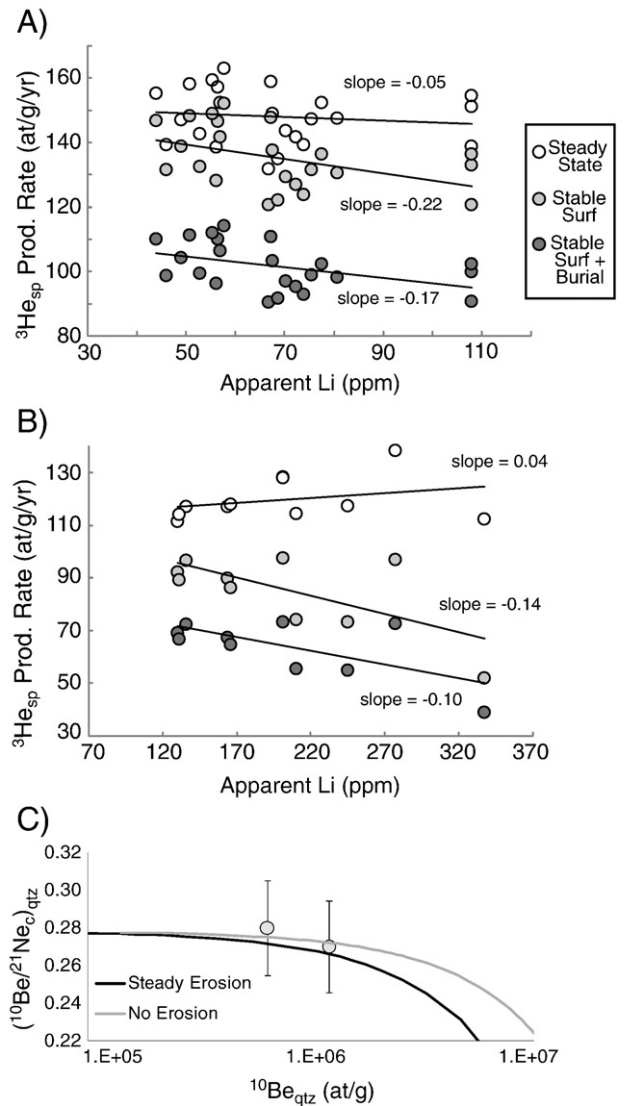 A)
³Heₛₚ Prod. Rate (at/g/yr)
160
140
120
100
80
slope = -0.05
slope = -0.22
slope = -0.17
30
50
70
90
110
Apparent Li (ppm)
Steady
State
Stable
Surf
Stable
Surf +
Burial
B)
³Heₛₚ Prod. Rate (at/g/yr)
130
110
90
70
50
30
slope = 0.04
slope = -0.14
slope = -0.10
70
120
170
220
270
320
370
Apparent Li (ppm)
C)
(¹⁰Be/²¹Ne_c)_qtz
0.32
0.30
0.28
0.26
0.24
0.22
Steady Erosion
No Erosion
1.E+05
1.E+06
1.E+07
¹⁰Be_qtz (at/g)